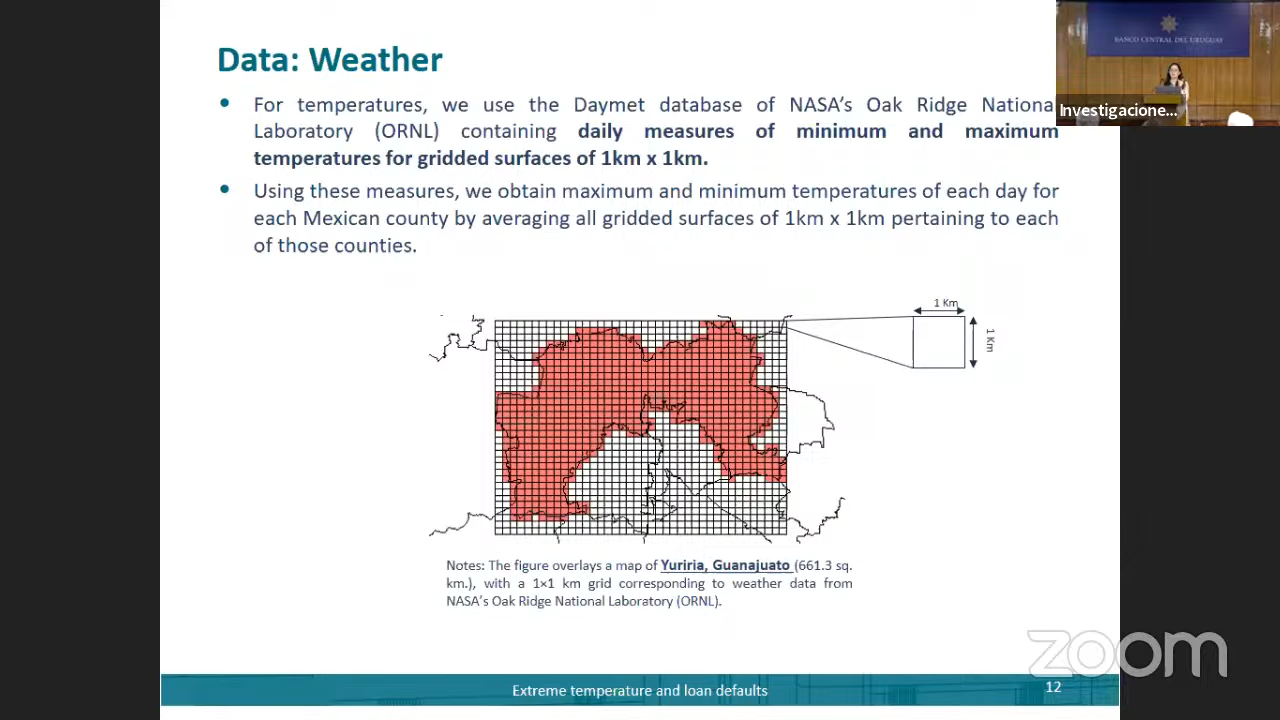 Data: Weather
BANCO CENTRAL DEL URUGUAY
Investigacione...
• For temperatures, we use the Daymet database of NASA's Oak Ridge Nationa
Laboratory (ORNL) containing daily measures of minimum and maximum
temperatures for gridded surfaces of 1km x 1km.
• Using these measures, we obtain maximum and minimum temperatures of each day for
each Mexican county by averaging all gridded surfaces of 1km x 1km pertaining to each
of those counties.
1 Km
1 Km
Notes: The figure overlays a map of Yuriria, Guanajuato (661.3 sq.
km.), with a 1×1 km grid corresponding to weather data from
NASA's Oak Ridge National Laboratory (ORNL).
zoom
Extreme temperature and loan defaults
12